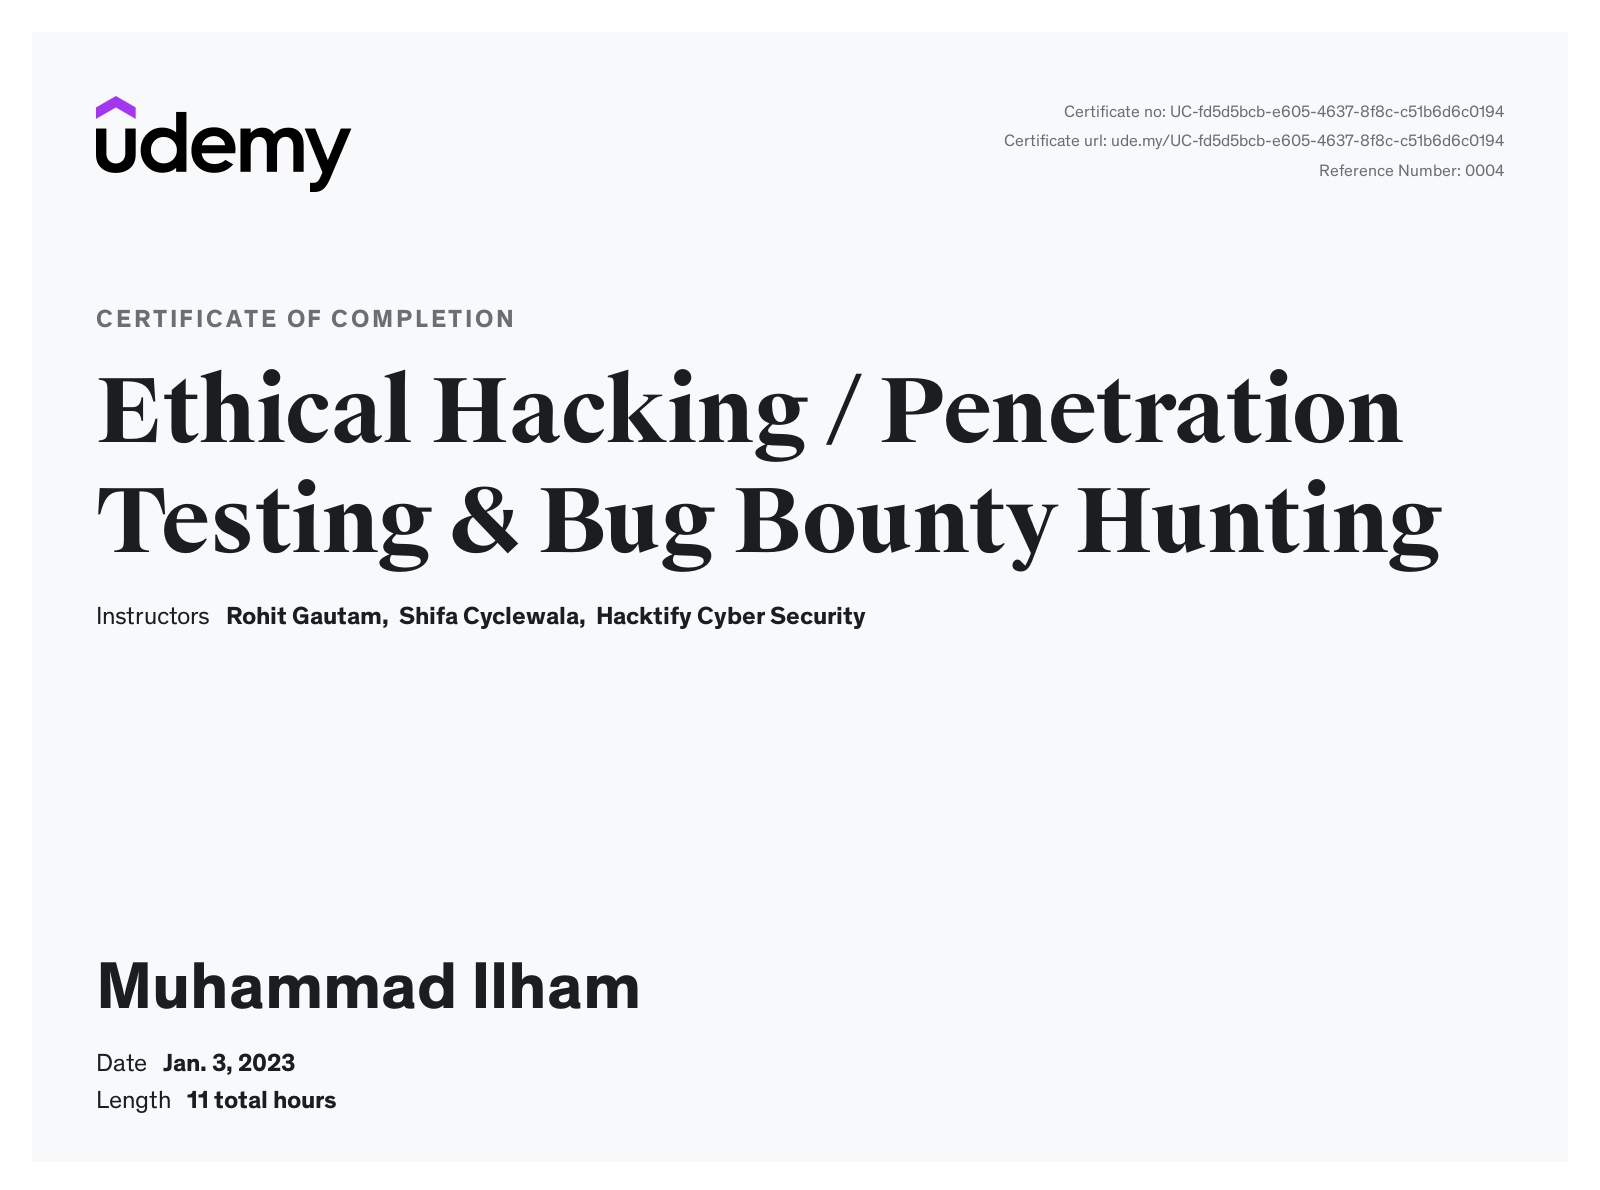 udemy
Certificate no: UC-fd5d5bcb-e605-4637-8f8c-c51b6d6c0194
Certificate url: ude.my/UC-fd5d5bcb-e605-4637-8f8c-c51b6d6c0194
Reference Number: 0004
CERTIFICATE OF COMPLETION
Ethical Hacking / Penetration
Testing & Bug Bounty Hunting
Instructors Rohit Gautam, Shifa Cyclewala, Hacktify Cyber Security
Muhammad Ilham
Date Jan. 3, 2023
Length 11 total hours